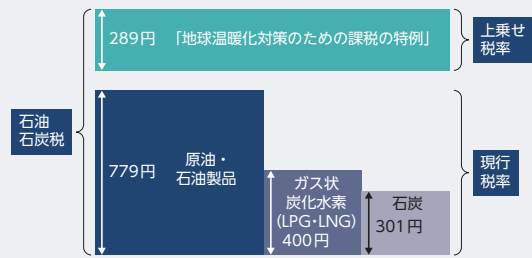 289円 「地球温暖化対策のための課税の特例」
上乗せ
税率
石油
石炭税
779円
原油・
石油製品
ガス状
炭化水素
(LPG・LNG)
400円
石炭
301円
現行
税率